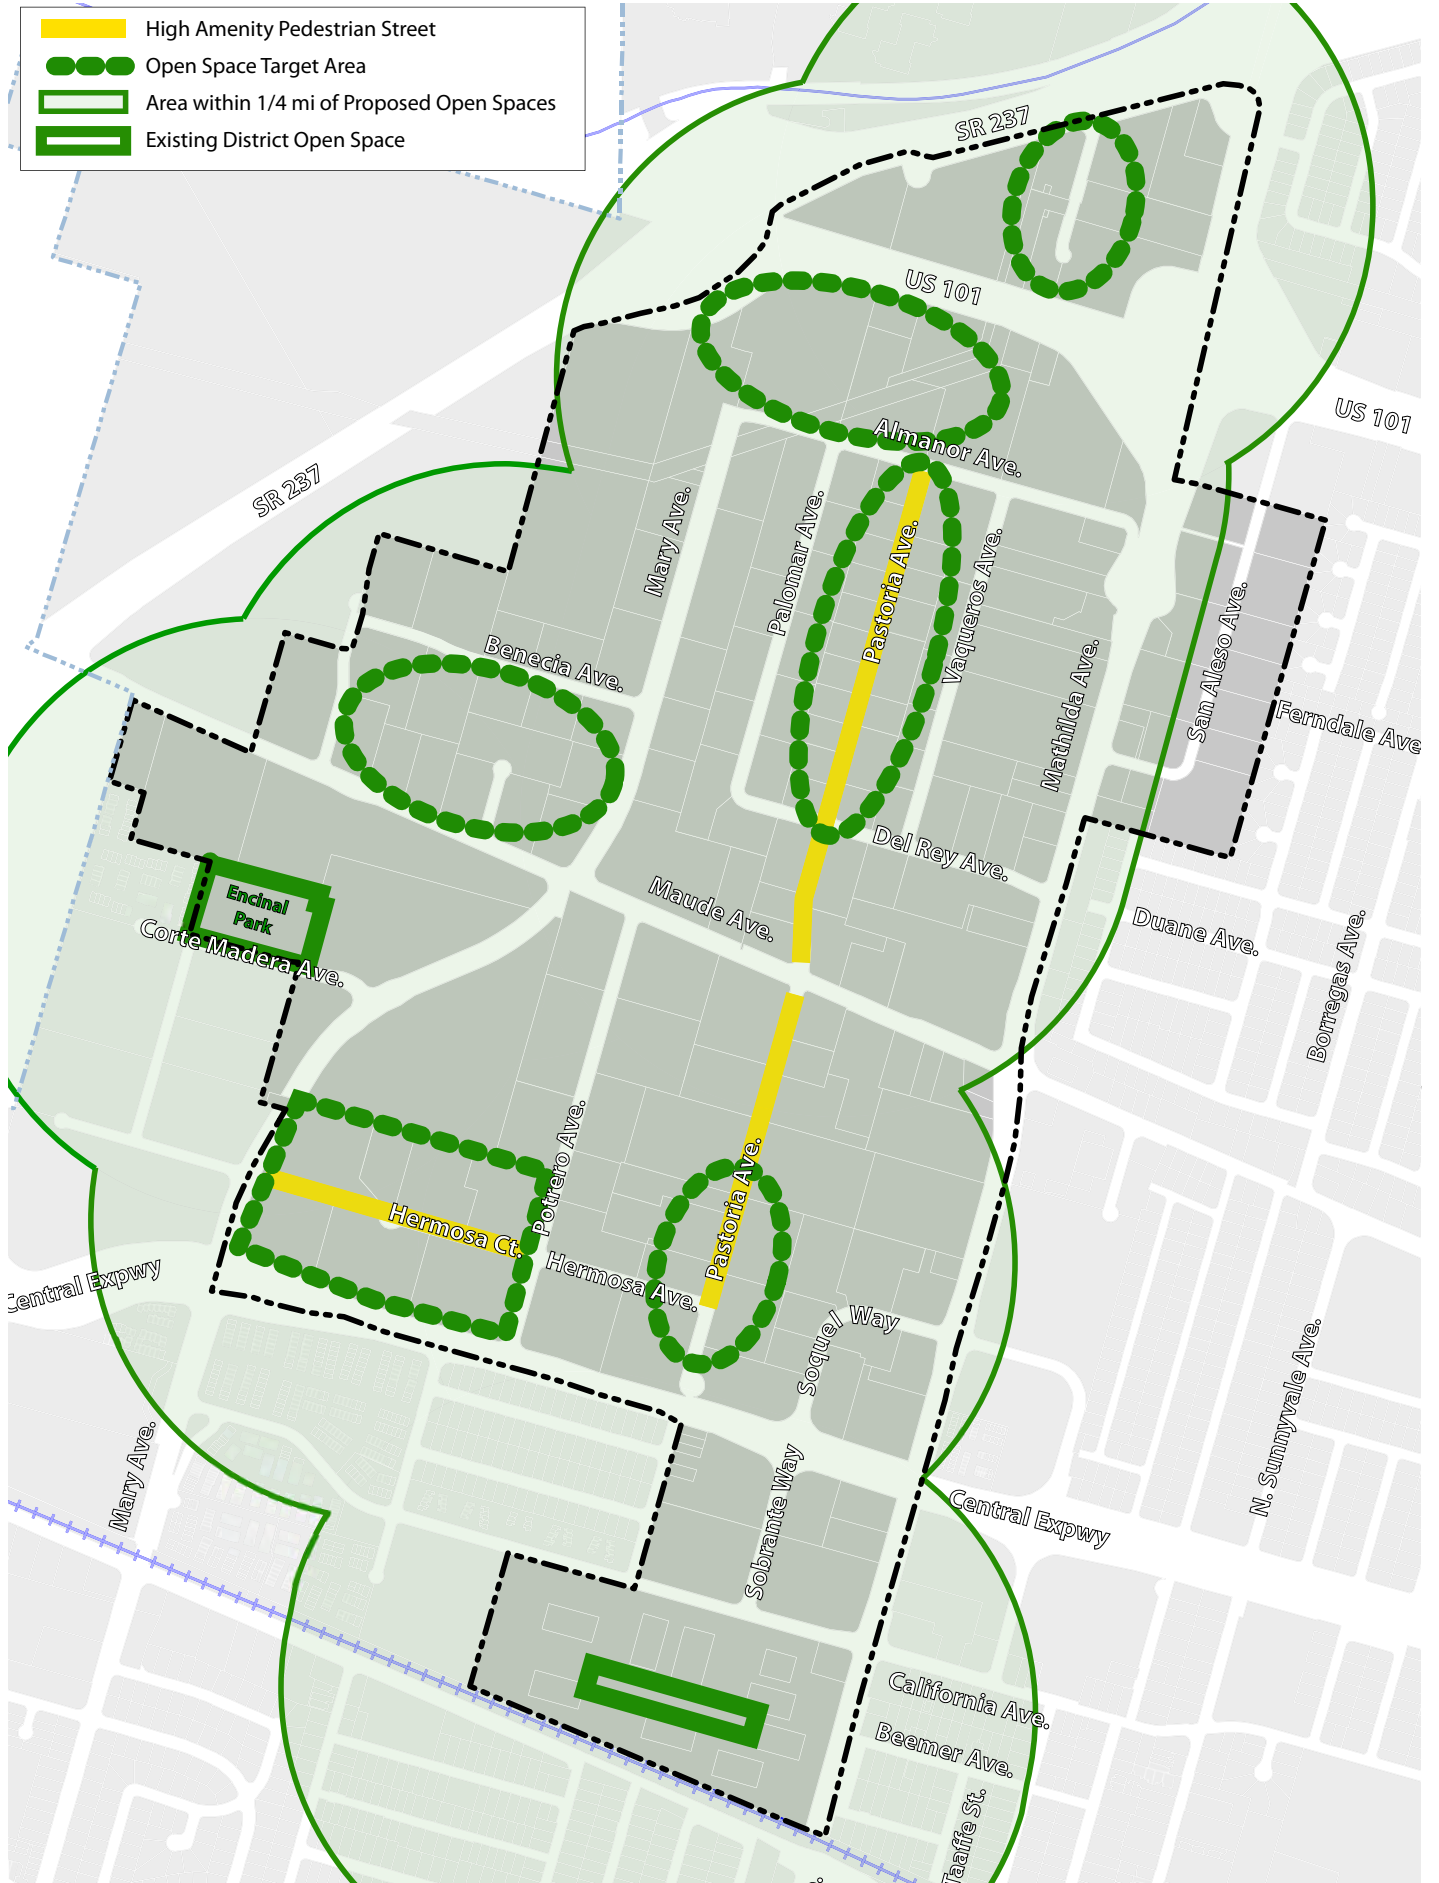 High Amenity Pedestrian Street
Open Space Target Area
Area within 1/4 mi of Proposed Open Spaces
Existing District Open Space
SR 237
US 101
US 101
Almanor Ave.
SR 237
Mary Ave.
Palomar Ave.
Pastoria Ave.
Vaqueros Ave.
San Aleso Ave.
Mathilda Ave.
Benecia Ave.
Ferndale Ave
Del Rey Ave.
Maude Ave.
Encinal
Park
Corte Madera Ave.
Duane Ave.
Borregas Ave.
Potrero Ave.
Pastoria Ave.
Hermosa Ct.
Hermosa Ave.
Central Expwy
Soquel Way
N. Sunnyvale Ave.
Mary Ave.
Sobrante Way
Central Expwy
California Ave.
Beemer Ave.
Taaffe St.